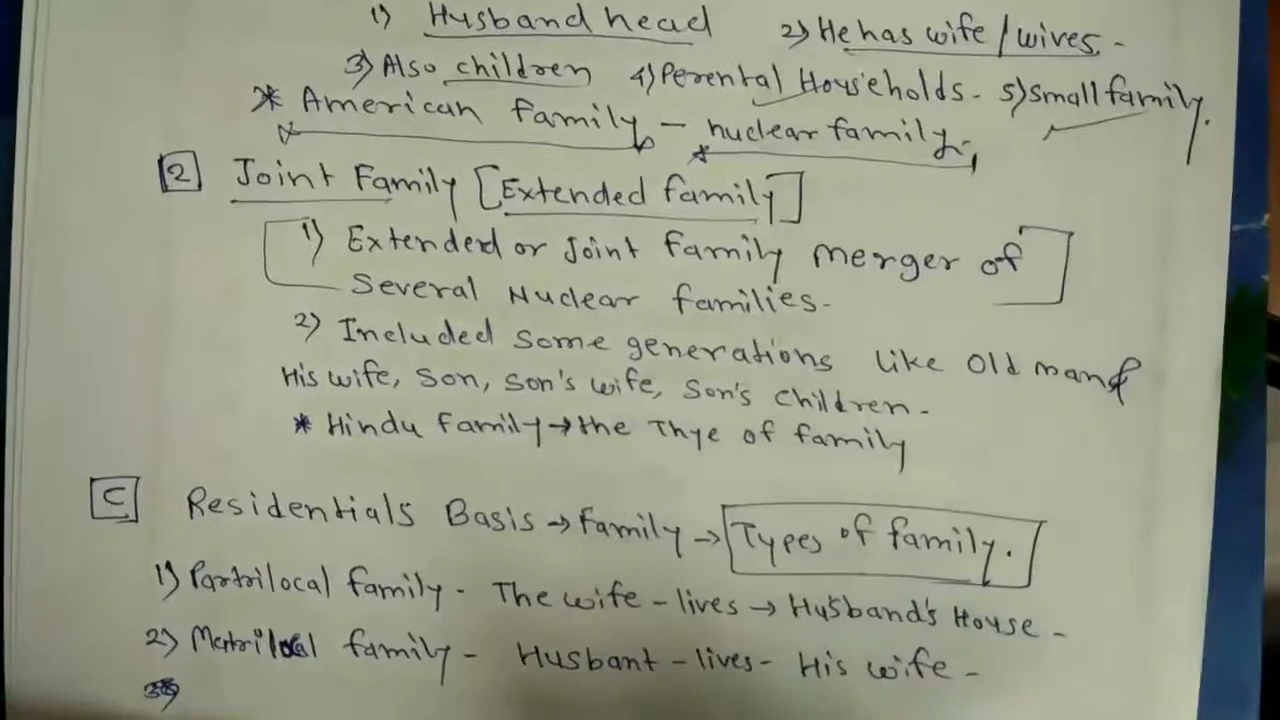 1) Husband head 2) He has wife / wives.-
3) Also children 4) Perental Households- 5) small family.
* American family - nuclear family.
[2] Joint Family [Extended family]
1) Extended or Joint family merger of
Several Nuclear families-
2) Included some generations like old man &
His wife, Son, Son's wife, Son's children-
* Hindu family → the Thye of family
[C] Residentials Basis → family → Types of family.
1) Partrilocal family - The wife - lives → Husband's House-
2) Matrilocal family - Husbant - lives - His wife -